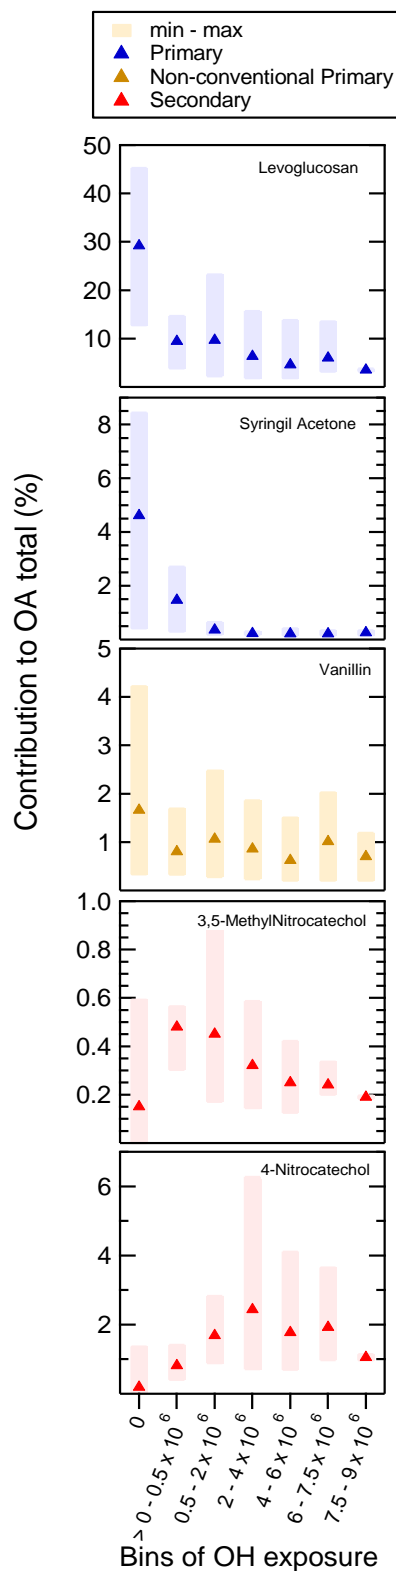 min - max
Primary
Non-conventional Primary
Secondary
Contribution to OA total (%)
50
40
30
20
10
Levoglucosan
8
6
4
2
Syringil Acetone
5
4
3
2
1
Vanillin
1.0
0.8
0.6
0.4
0.2
3,5-MethylNitrocatechol
6
4
2
4-Nitrocatechol
0
> 0 - 0.5 x 10 6
0.5 - 2 x 10 6
2 - 4 x 10 6
4 - 6 x 10 6
6 - 7.5 x 10 6
7.5 - 9 x 10 6
Bins of OH exposure